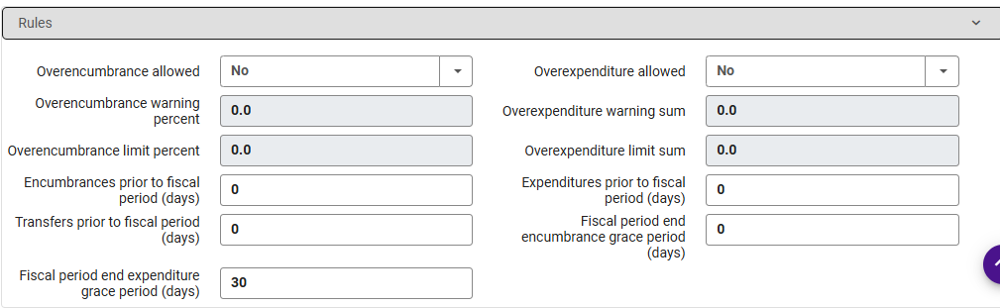 Rules
Overencumbrance allowed
No
Overexpenditure allowed
No
Overencumbrance warning
percent
0.0
Overexpenditure warning sum
0.0
Overencumbrance limit percent
0.0
Overexpenditure limit sum
0.0
Encumbrances prior to fiscal
period (days)
0
Expenditures prior to fiscal
period (days)
0
Transfers prior to fiscal period
(days)
0
Fiscal period end
encumbrance grace period
(days)
0
Fiscal period end expenditure
grace period (days)
30